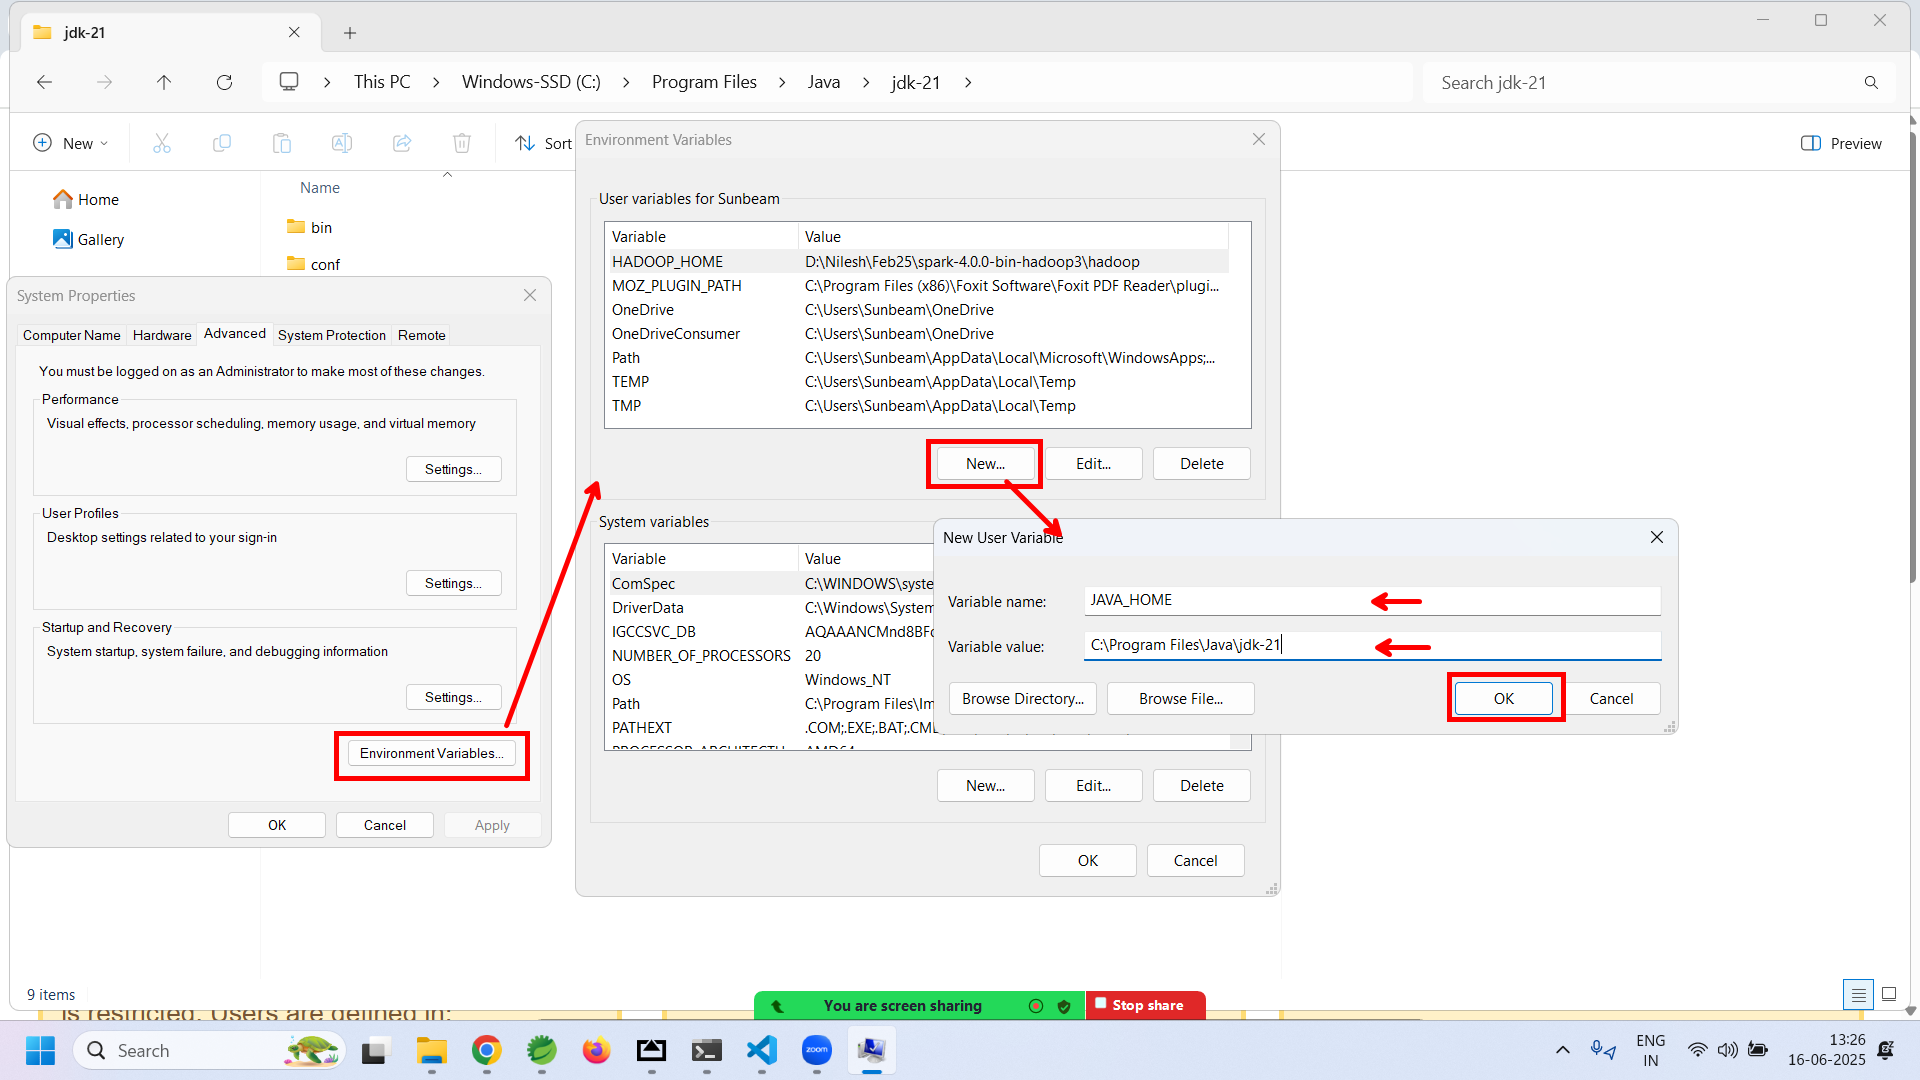 jdk-21
This PC > Windows-SSD (C:) > Program Files > Java > jdk-21 >
Search jdk-21
New
Sort
Preview
Home
Gallery
Name
bin
conf
System Properties
Computer Name
Hardware
Advanced
System Protection
Remote
You must be logged on as an Administrator to make most of these changes.
Performance
Visual effects, processor scheduling, memory usage, and virtual memory
Settings...
User Profiles
Desktop settings related to your sign-in
Settings...
Startup and Recovery
System startup, system failure, and debugging information
Settings...
Environment Variables...
OK
Cancel
Apply
Environment Variables
User variables for Sunbeam
Variable Value
HADOOP_HOME D:\Nilesh\Feb25\spark-4.0.0-bin-hadoop3\hadoop
MOZ_PLUGIN_PATH C:\Program Files (x86)\Foxit Software\Foxit PDF Reader\plugi...
OneDrive C:\Users\Sunbeam\OneDrive
OneDriveConsumer C:\Users\Sunbeam\OneDrive
Path C:\Users\Sunbeam\AppData\Local\Microsoft\WindowsApps;...
TEMP C:\Users\Sunbeam\AppData\Local\Temp
TMP C:\Users\Sunbeam\AppData\Local\Temp
New...
Edit...
Delete
System variables
Variable Value
ComSpec C:\WINDOWS\syste
DriverData C:\Windows\System
IGCCSVC_DB AQAAANCMnd8BFc
NUMBER_OF_PROCESSORS 20
OS Windows_NT
Path C:\Program Files\Im
PATHEXT .COM;.EXE;.BAT;.CMD
New...
Edit...
Delete
OK
Cancel
New User Variable
Variable name: JAVA_HOME
Variable value: C:\Program Files\Java\jdk-21
Browse Directory...
Browse File...
OK
Cancel
9 items
is restricted. Users are defined in:
You are screen sharing
Stop share
Search
zoom
ENG
IN
13:26
16-06-2025